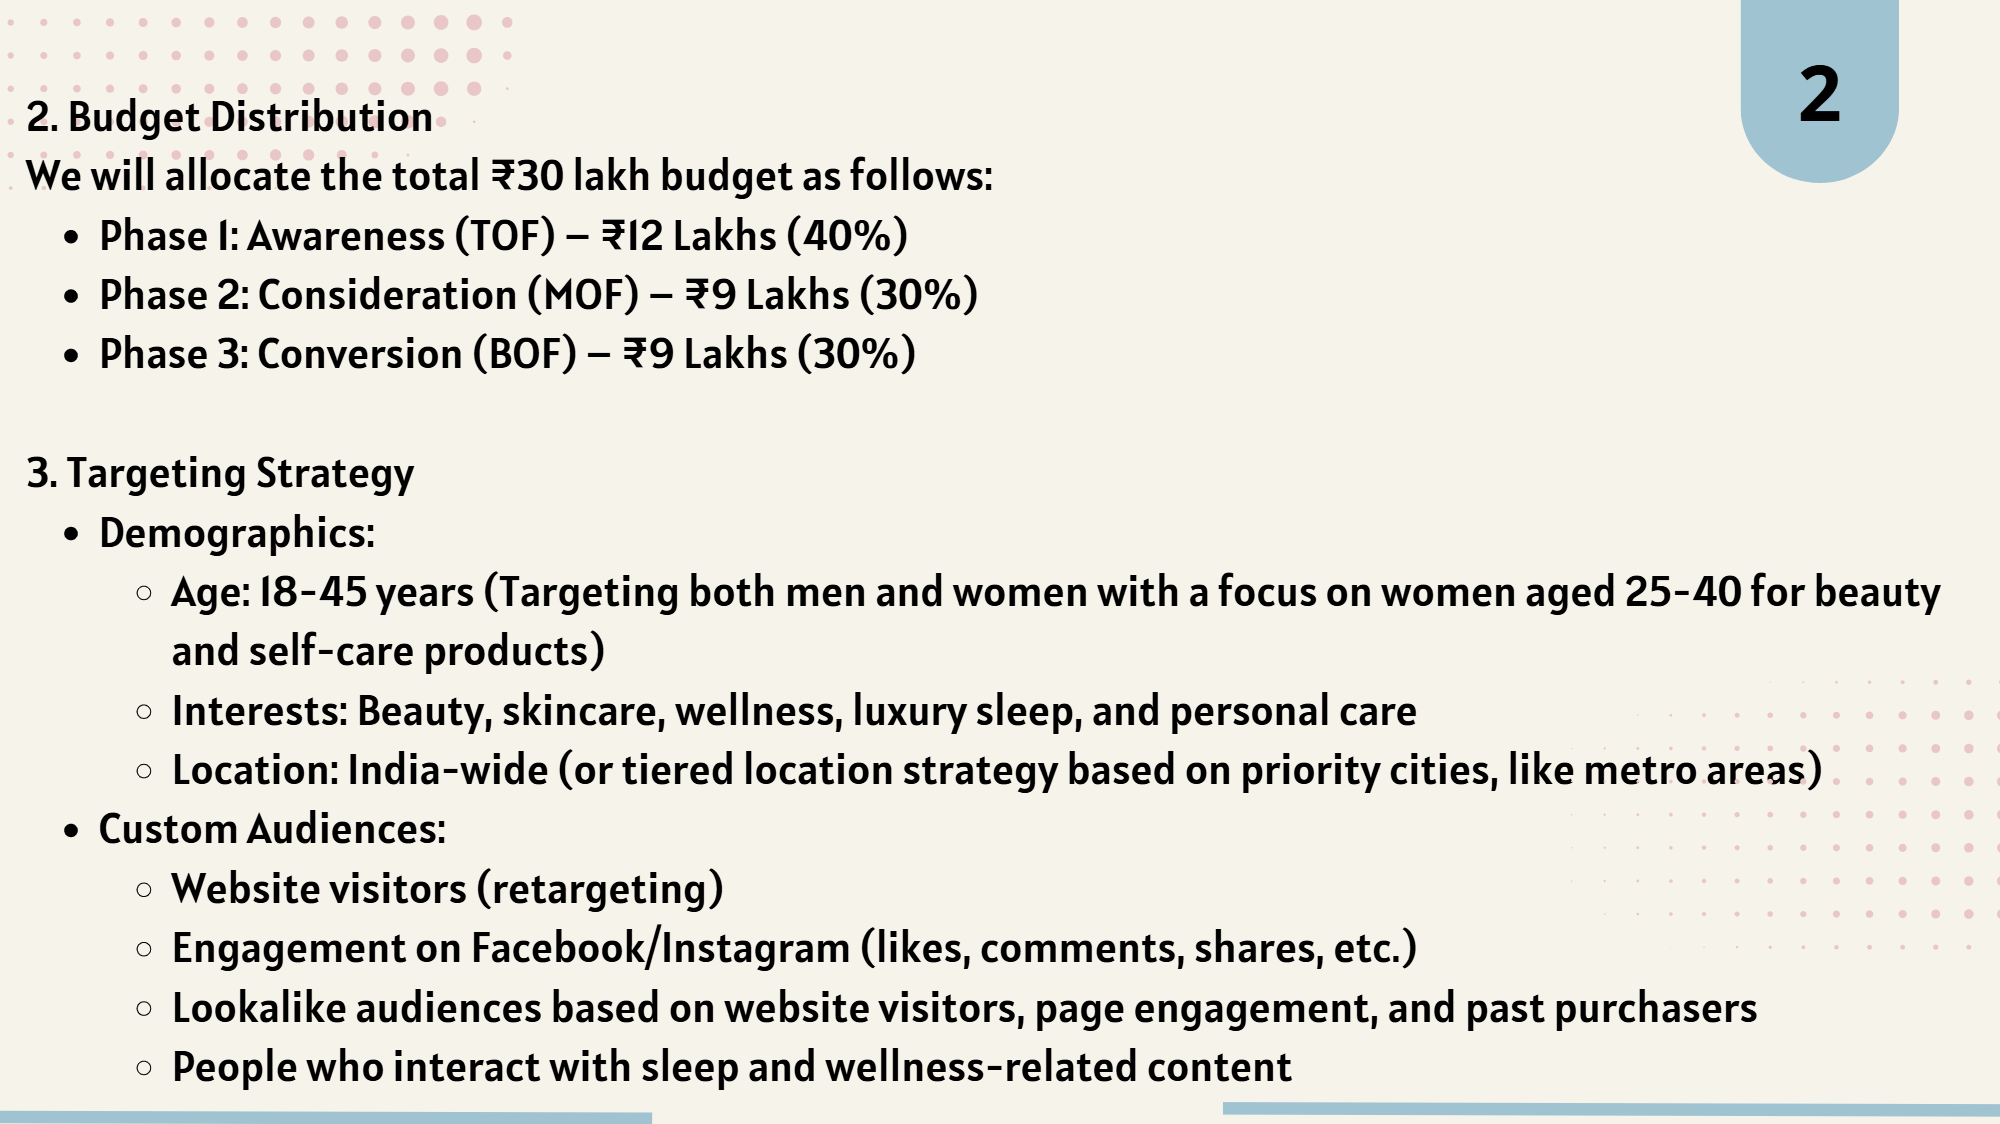 2
2. Budget Distribution
We will allocate the total ₹30 lakh budget as follows:
• Phase 1: Awareness (TOF) – ₹12 Lakhs (40%)
• Phase 2: Consideration (MOF) – ₹9 Lakhs (30%)
• Phase 3: Conversion (BOF) – ₹9 Lakhs (30%)
3. Targeting Strategy
• Demographics:
◦ Age: 18-45 years (Targeting both men and women with a focus on women aged 25-40 for beauty
and self-care products)
◦ Interests: Beauty, skincare, wellness, luxury sleep, and personal care
◦ Location: India-wide (or tiered location strategy based on priority cities, like metro areas)
• Custom Audiences:
◦ Website visitors (retargeting)
◦ Engagement on Facebook/Instagram (likes, comments, shares, etc.)
◦ Lookalike audiences based on website visitors, page engagement, and past purchasers
◦ People who interact with sleep and wellness-related content